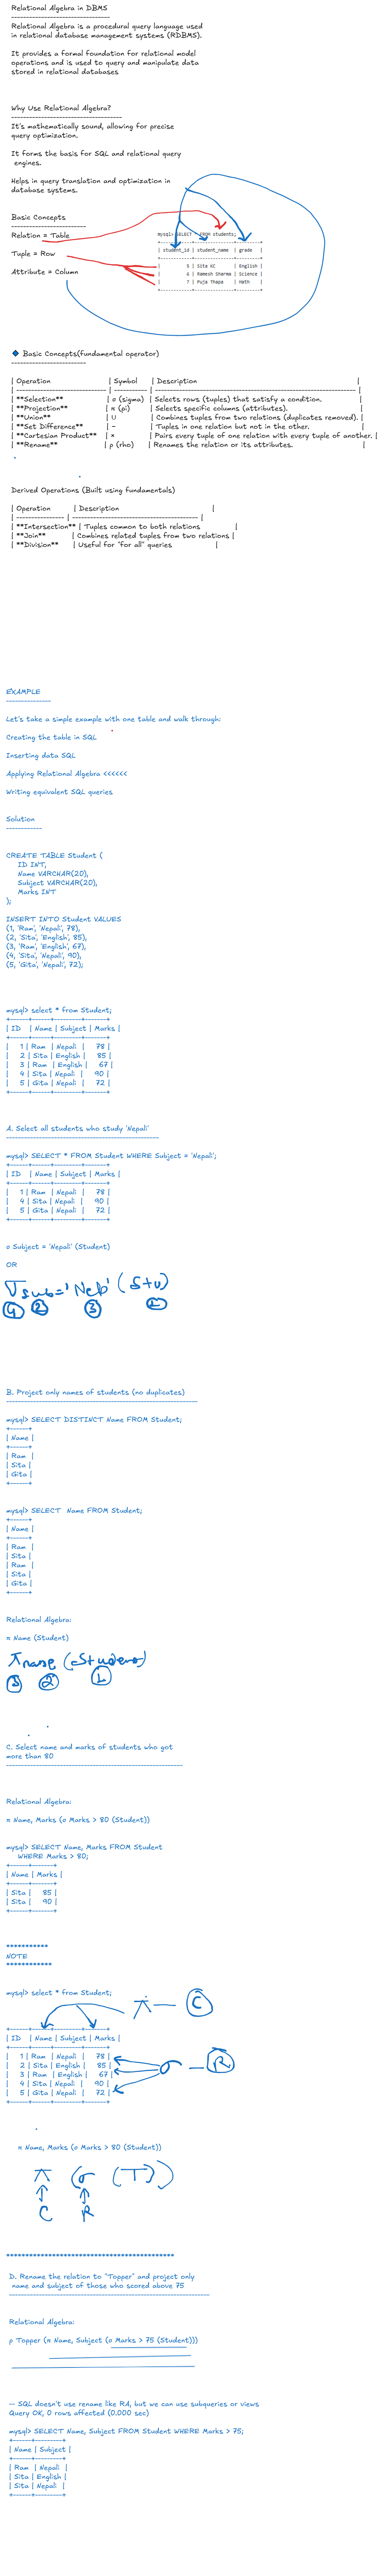 Relational Algebra in DBMS
---------------------------------
Relational Algebra is a procedural query language used
in relational database management systems (RDBMS).
It provides a formal foundation for relational model
operations and is used to query and manipulate data
stored in relational databases
Why Use Relational Algebra?
-------------------------------------
It's mathematically sound, allowing for precise
query optimization.
It forms the basis for SQL and relational query
engines.
Helps in query translation and optimization in
database systems.
Basic Concepts
-------------------------
Relation = Table
Tuple = Row
Attribute = Column
mysql> SELECT * FROM students;
+------------+---------------+---------+
| student_id | student_name | grade |
+------------+---------------+---------+
| 5 | Sita KC | English |
| 6 | Ramesh Sharma | Science |
| 7 | Puja Thapa | Math |
+------------+---------------+---------+
🔹 Basic Concepts(fundamental operator)
-------------------------
| Operation | Symbol | Description |
| ------------------------------ | ----------- | ------------------------------------------------------------------- |
| **Selection** | σ (sigma) | Selects rows (tuples) that satisfy a condition. |
| **Projection** | π (pi) | Selects specific columns (attributes). |
| **Union** | ∪ | Combines tuples from two relations (duplicates removed). |
| **Set Difference** | − | Tuples in one relation but not in the other. |
| **Cartesian Product** | × | Pairs every tuple of one relation with every tuple of another. |
| **Rename** | ρ (rho) | Renames the relation or its attributes. |
Derived Operations (Built using fundamentals)
| Operation | Description |
| ---------------- | ------------------------------------------ |
| **Intersection** | Tuples common to both relations |
| **Join** | Combines related tuples from two relations |
| **Division** | Useful for "for all" queries |
EXAMPLE
---------------
Let's take a simple example with one table and walk through:
Creating the table in SQL
Inserting data SQL
Applying Relational Algebra <<<<<<
Writing equivalent SQL queries
Solution
------------
CREATE TABLE Student (
ID INT,
Name VARCHAR(20),
Subject VARCHAR(20),
Marks INT
);
INSERT INTO Student VALUES
(1, 'Ram', 'Nepali', 78),
(2, 'Sita', 'English', 85),
(3, 'Ram', 'English', 67),
(4, 'Sita', 'Nepali', 90),
(5, 'Gita', 'Nepali', 72);
mysql> select * from Student;
+------+------+---------+-------+
| ID | Name | Subject | Marks |
+------+------+---------+-------+
| 1 | Ram | Nepali | 78 |
| 2 | Sita | English | 85 |
| 3 | Ram | English | 67 |
| 4 | Sita | Nepali | 90 |
| 5 | Gita | Nepali | 72 |
+------+------+---------+-------+
A. Select all students who study 'Nepali'
---------------------------------------------------
mysql> SELECT * FROM Student WHERE Subject = 'Nepali';
+------+------+---------+-------+
| ID | Name | Subject | Marks |
+------+------+---------+-------+
| 1 | Ram | Nepali | 78 |
| 4 | Sita | Nepali | 90 |
| 5 | Gita | Nepali | 72 |
+------+------+---------+-------+
σ Subject = 'Nepali' (Student)
OR
σ sub='Nep' (Stu)
4 2 3 1
B. Project only names of students (no duplicates)
----------------------------------------------------------------
mysql> SELECT DISTINCT Name FROM Student;
+------+
| Name |
+------+
| Ram |
| Sita |
| Gita |
+------+
mysql> SELECT Name FROM Student;
+------+
| Name |
+------+
| Ram |
| Sita |
| Ram |
| Sita |
| Gita |
+------+
Relational Algebra:
π Name (Student)
π name (Student)
3 2 1
C. Select name and marks of students who got
more than 80
-----------------------------------------------------------
Relational Algebra:
π Name, Marks (σ Marks > 80 (Student))
mysql> SELECT Name, Marks FROM Student
WHERE Marks > 80;
+------+-------+
| Name | Marks |
+------+-------+
| Sita | 85 |
| Sita | 90 |
+------+-------+
***********
NOTE
************
mysql> select * from Student;
π — C
+------+------+---------+-------+
| ID | Name | Subject | Marks |
+------+------+---------+-------+
| 1 | Ram | Nepali | 78 |
| 2 | Sita | English | 85 |
| 3 | Ram | English | 67 |
| 4 | Sita | Nepali | 90 |
| 5 | Gita | Nepali | 72 |
+------+------+---------+-------+
σ — R
π Name, Marks (σ Marks > 80 (Student))
π (σ (T))
C R
********************************************
D. Rename the relation to "Topper" and project only
name and subject of those who scored above 75
-------------------------------------------------------------------
Relational Algebra:
ρ Topper (π Name, Subject (σ Marks > 75 (Student)))
-- SQL doesn't use rename like RA, but we can use subqueries or views
Query OK, 0 rows affected (0.000 sec)
mysql> SELECT Name, Subject FROM Student WHERE Marks > 75;
+------+---------+
| Name | Subject |
+------+---------+
| Ram | Nepali |
| Sita | English |
| Sita | Nepali |
+------+---------+